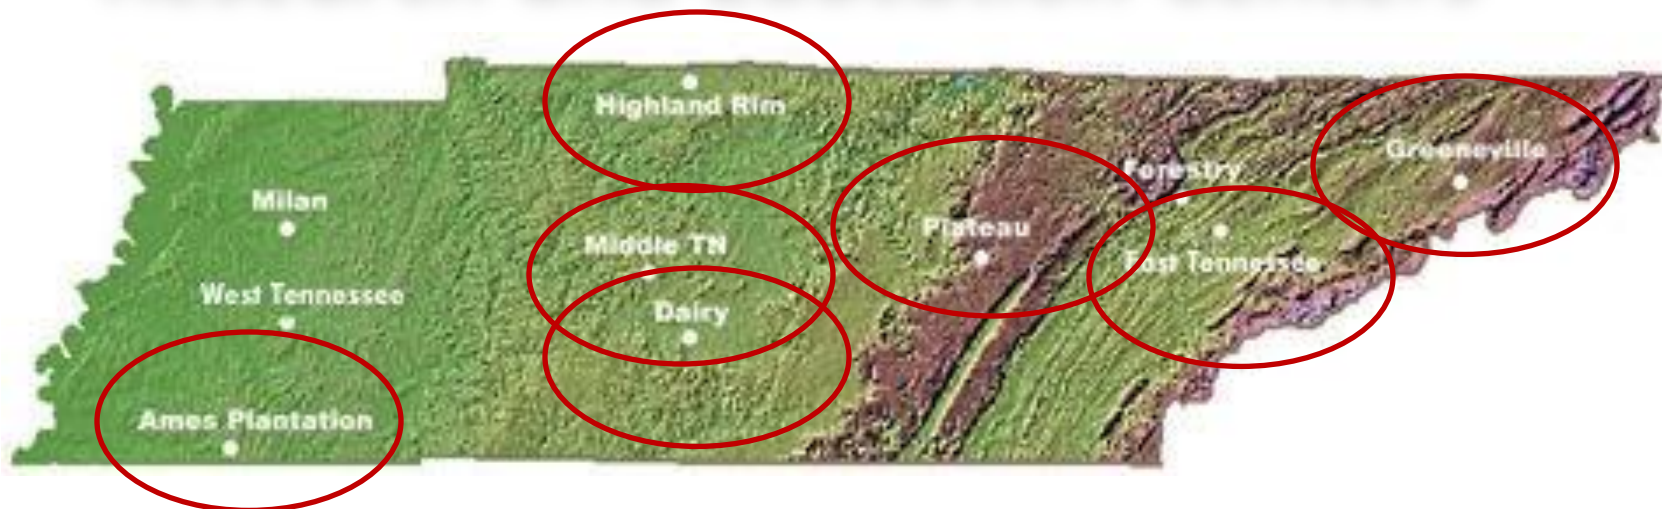 Highland Rim
Greeneville
Forestry
Milan
Plateau
Middle TN
East Tennessee
West Tennessee
Dairy
Ames Plantation